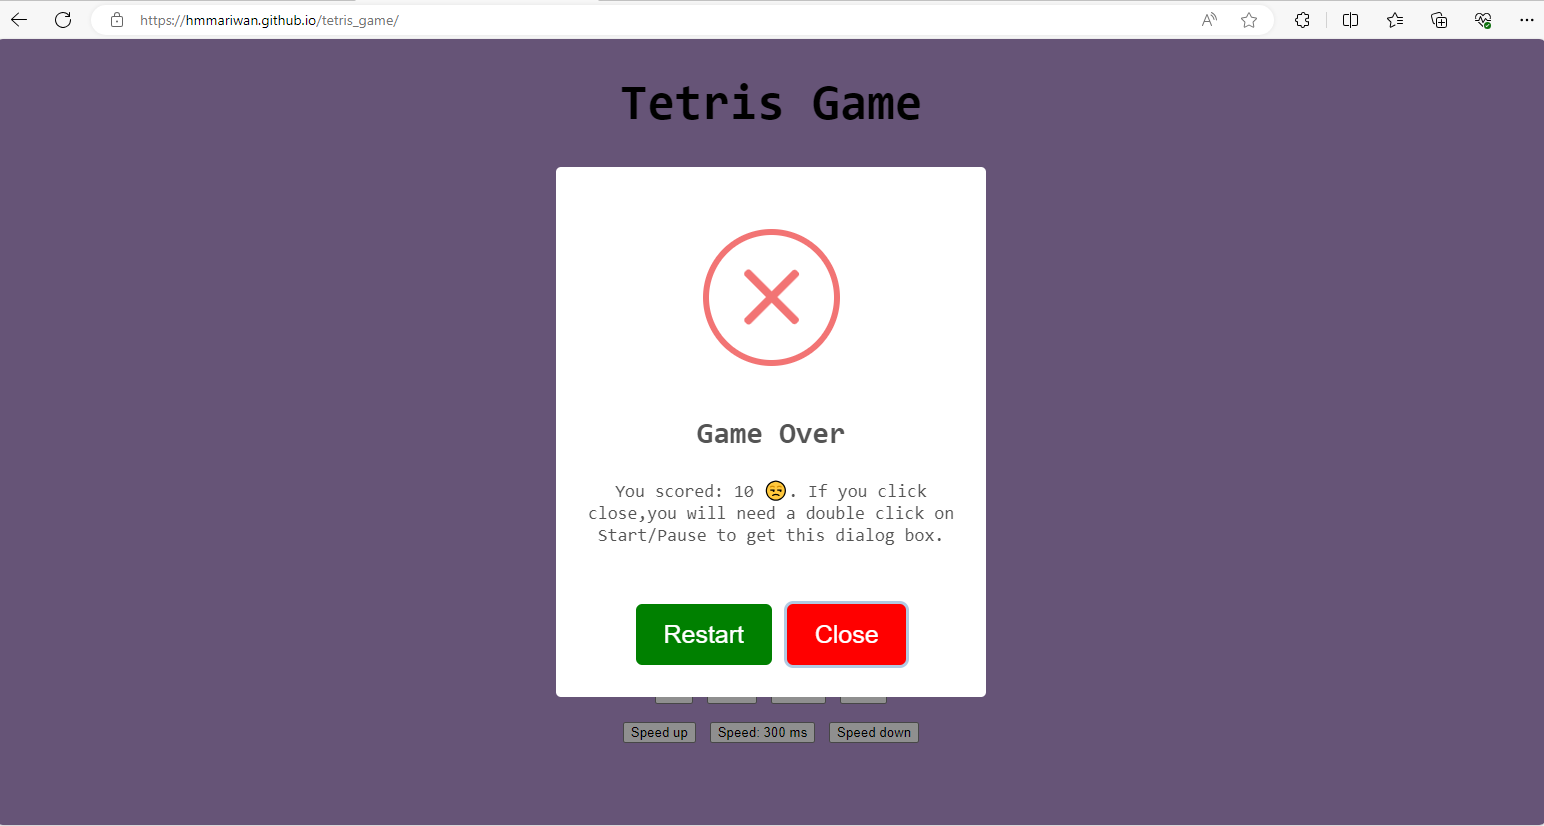 https://hmmariwan.github.io/tetris_game/
Tetris Game
Game Over
You scored: 10 😒. If you click
close,you will need a double click on
Start/Pause to get this dialog box.
Restart Close
Speed up Speed: 300 ms Speed down